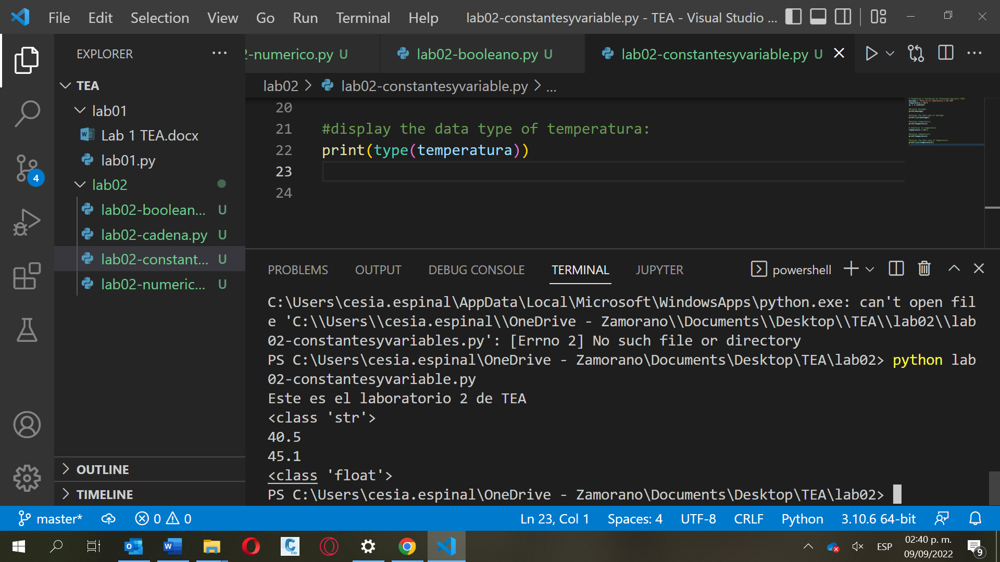 File Edit Selection View Go Run Terminal Help lab02-constantesyvariable.py - TEA - Visual Studio ...
EXPLORER ...
2-numerico.py U lab02-booleano.py U lab02-constantesyvariable.py U
TEA
lab02 > lab02-constantesyvariable.py > ...
lab01
Lab 1 TEA.docx
lab01.py
lab02
lab02-boolean... U
lab02-cadena.py U
lab02-constant... U
lab02-numeric... U
OUTLINE
TIMELINE
4
20
21 #display the data type of temperatura:
22 print(type(temperatura))
23
24
PROBLEMS OUTPUT DEBUG CONSOLE TERMINAL JUPYTER powershell
C:\Users\cesia.espinal\AppData\Local\Microsoft\WindowsApps\python.exe: can't open fil
e 'C:\\Users\\cesia.espinal\\OneDrive - Zamorano\\Documents\\Desktop\\TEA\\lab02\\lab
02-constantesyvariables.py': [Errno 2] No such file or directory
PS C:\Users\cesia.espinal\OneDrive - Zamorano\Documents\Desktop\TEA\lab02> python lab
02-constantesyvariable.py
Este es el laboratorio 2 de TEA
<class 'str'>
40.5
45.1
<class 'float'>
PS C:\Users\cesia.espinal\OneDrive - Zamorano\Documents\Desktop\TEA\lab02>
master* 0 0 Ln 23, Col 1 Spaces: 4 UTF-8 CRLF Python 3.10.6 64-bit
ESP 02:40 p. m.
09/09/2022 9